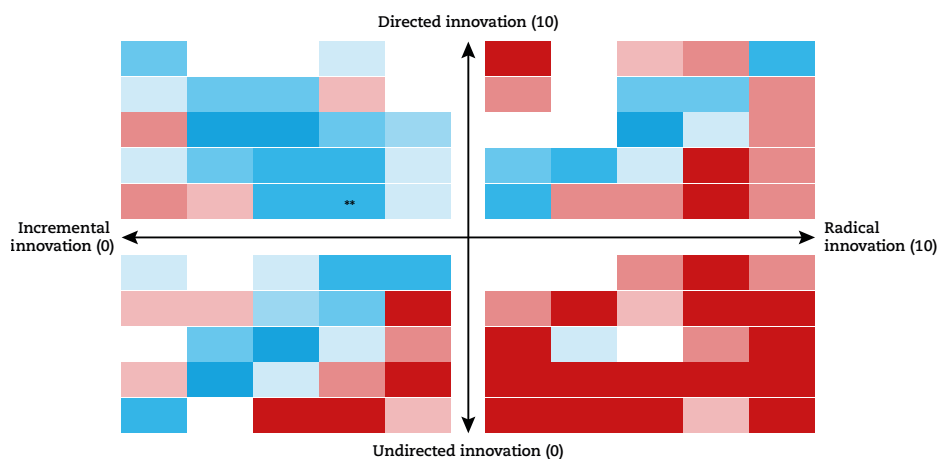 Directed innovation (10)
**
Incremental
innovation (0)
Radical
innovation (10)
Undirected innovation (0)